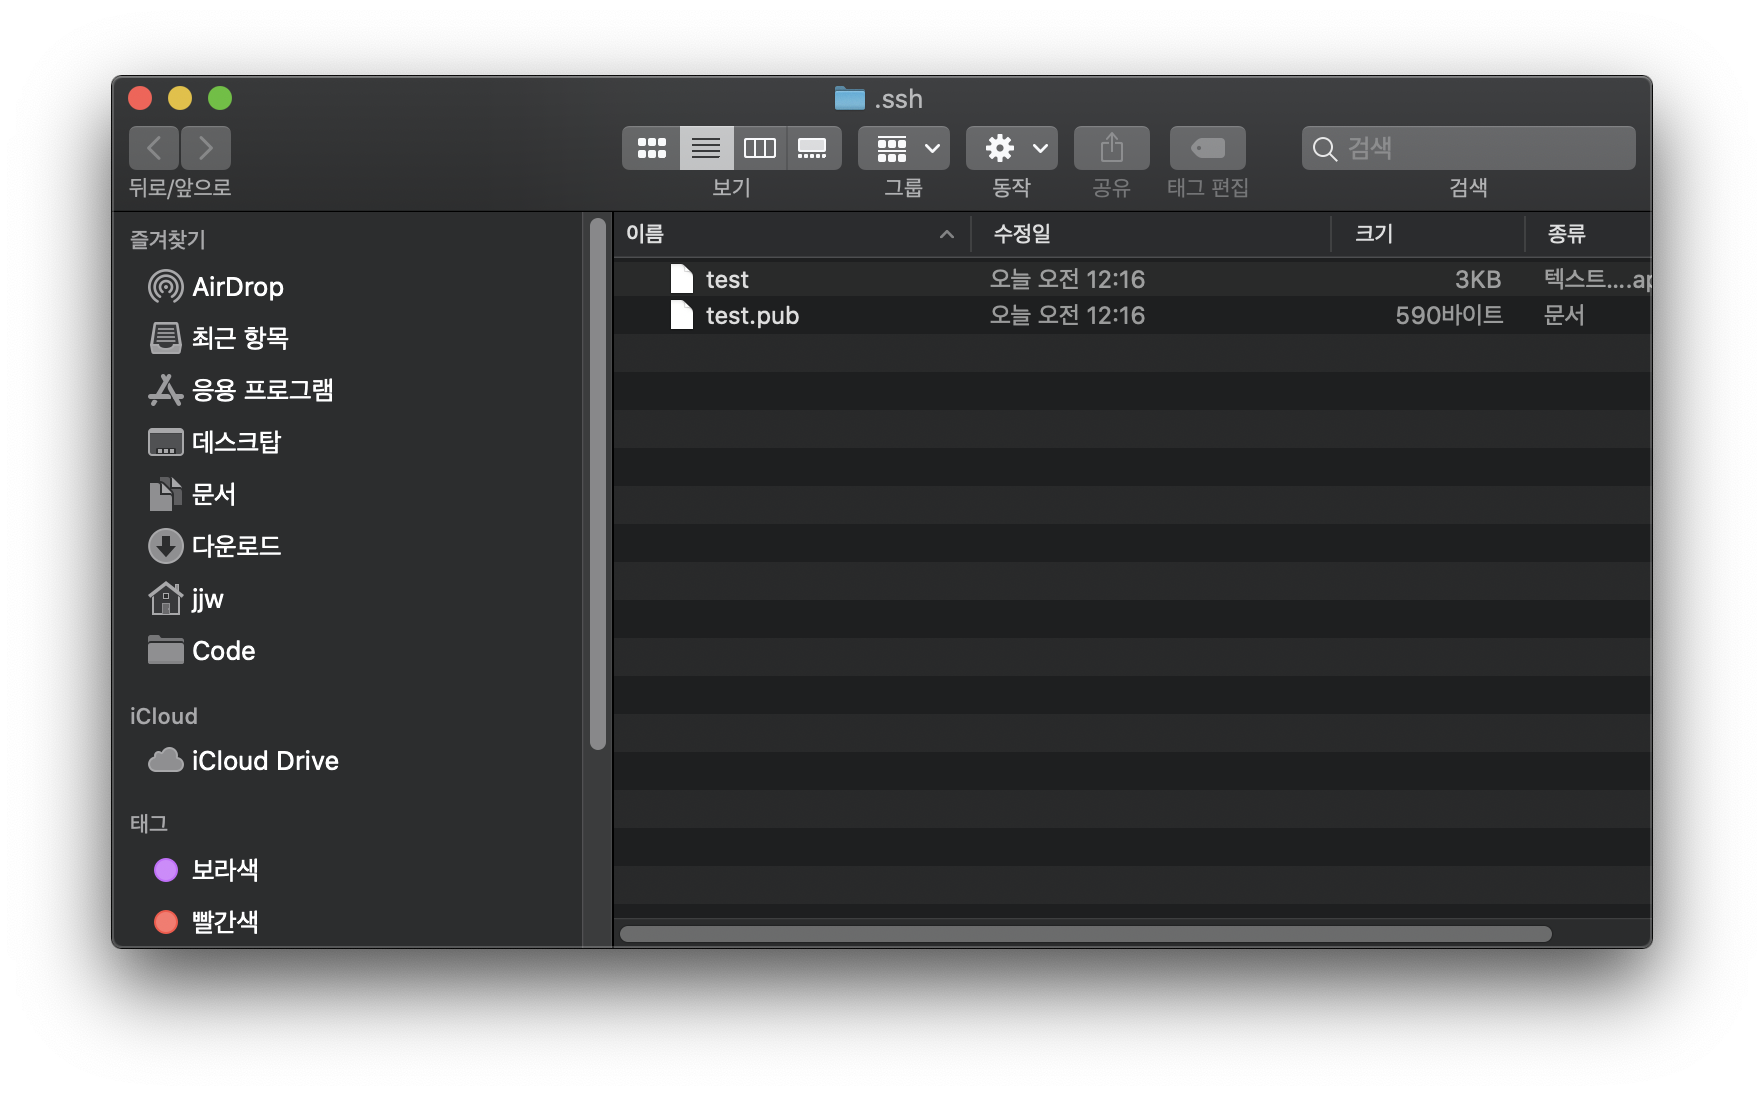 .ssh
뒤로/앞으로
보기
그룹
동작
공유
태그 편집
검색
검색
즐겨찾기
AirDrop
최근 항목
응용 프로그램
데스크탑
문서
다운로드
jjw
Code
iCloud
iCloud Drive
태그
보라색
빨간색
이름 수정일 크기 종류
test 오늘 오전 12:16 3KB 텍스트....ap
test.pub 오늘 오전 12:16 590바이트 문서